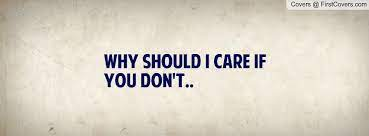 Covers @ FirstCovers.com
WHY SHOULD I CARE IF
YOU DON'T..